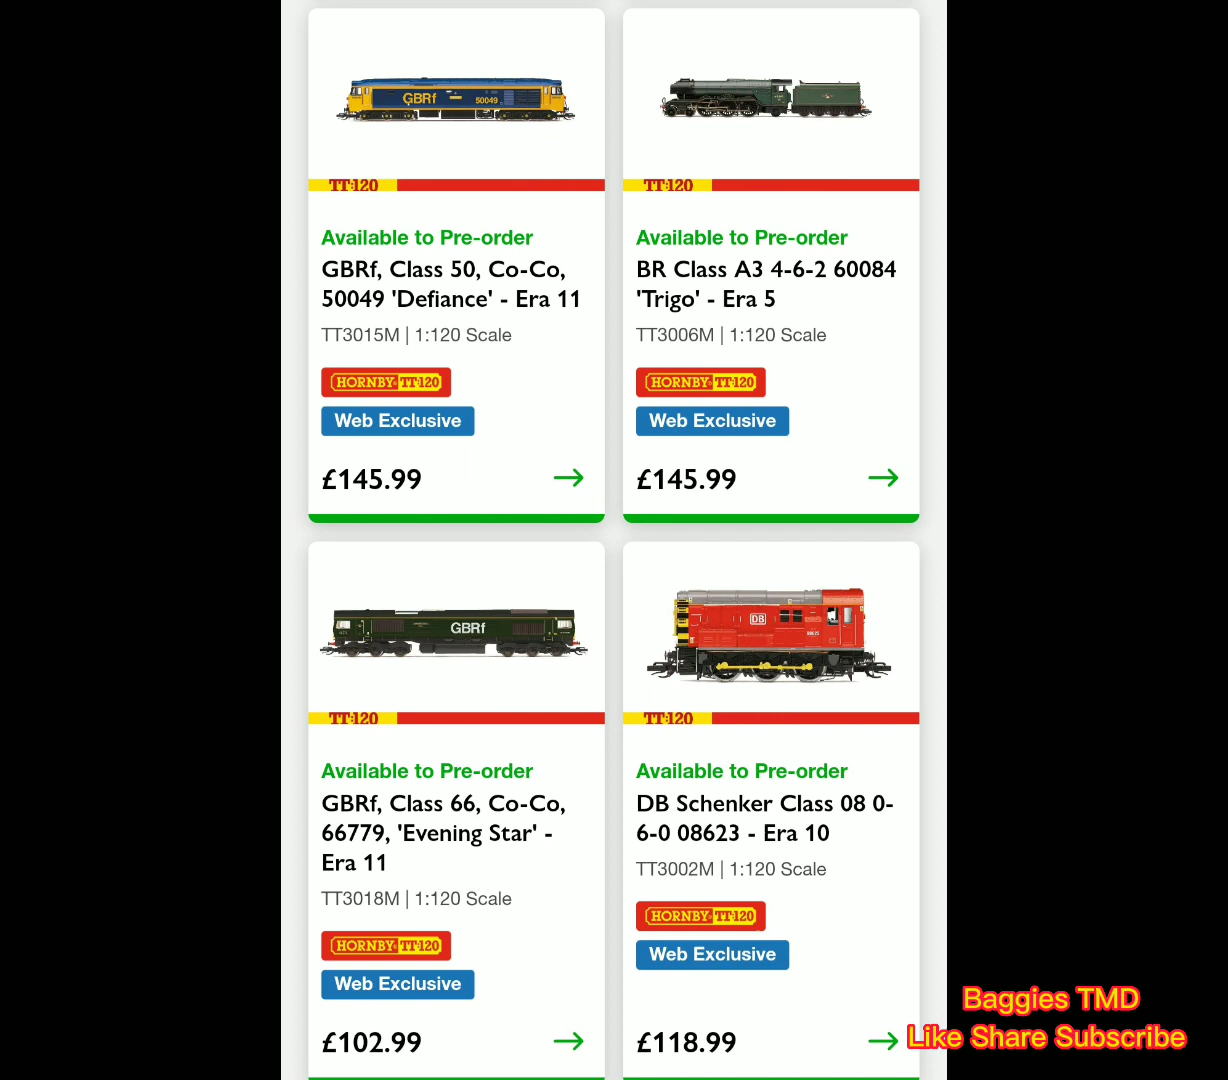 GBRf
50049
TT:120
Available to Pre-order
GBRf, Class 50, Co-Co,
50049 'Defiance' - Era 11
TT3015M | 1:120 Scale
HORNBY® TT:120
Web Exclusive
£145.99
TT:120
Available to Pre-order
BR Class A3 4-6-2 60084
'Trigo' - Era 5
TT3006M | 1:120 Scale
HORNBY® TT:120
Web Exclusive
£145.99
GBRf
TT:120
Available to Pre-order
GBRf, Class 66, Co-Co,
66779, 'Evening Star' -
Era 11
TT3018M | 1:120 Scale
HORNBY® TT:120
Web Exclusive
£102.99
DB
TT:120
Available to Pre-order
DB Schenker Class 08 0-
6-0 08623 - Era 10
TT3002M | 1:120 Scale
HORNBY® TT:120
Web Exclusive
£118.99
Baggies TMD
Like Share Subscribe